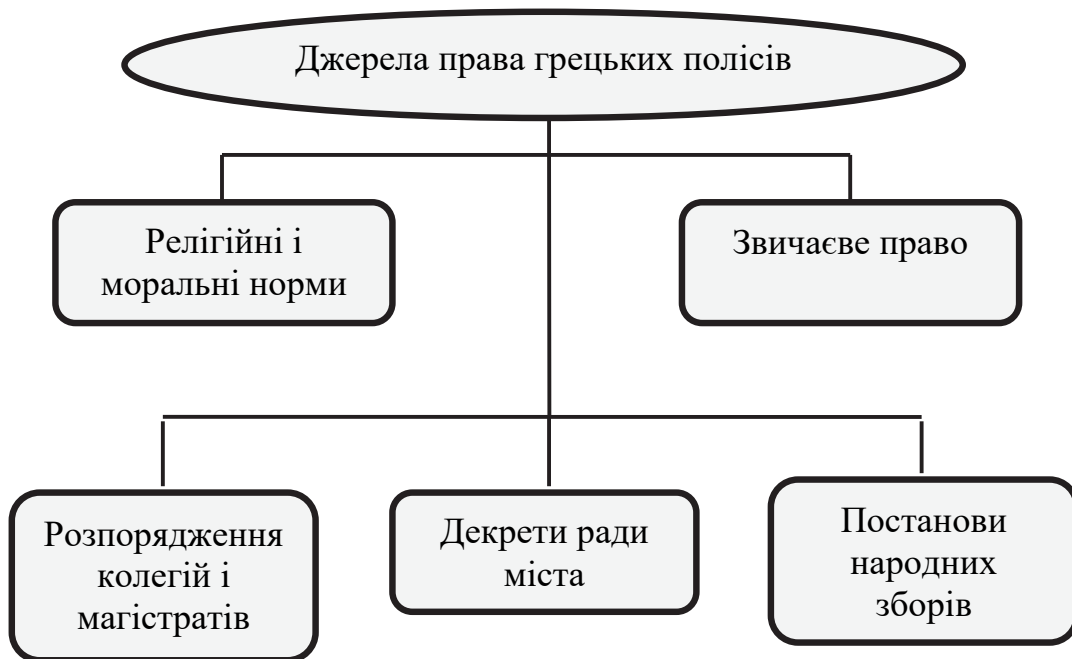 Джерела права грецьких полісів
Релігійні і
моральні норми
Звичаєве право
Розпорядження
колегій і
магістратів
Декрети ради
міста
Постанови
народних
зборів